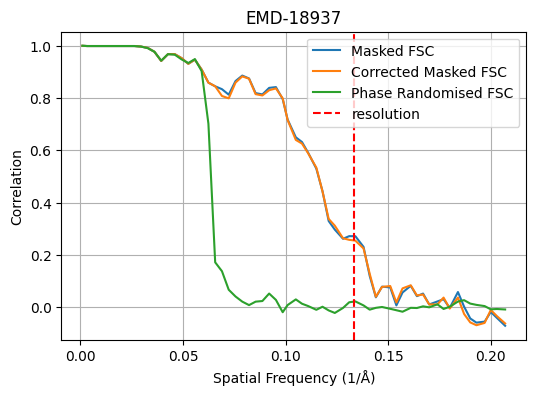 EMD-18937
Masked FSC
Corrected Masked FSC
Phase Randomised FSC
resolution
Correlation
1.0
0.8
0.6
0.4
0.2
0.0
0.00 0.05 0.10 0.15 0.20
Spatial Frequency (1/Å)